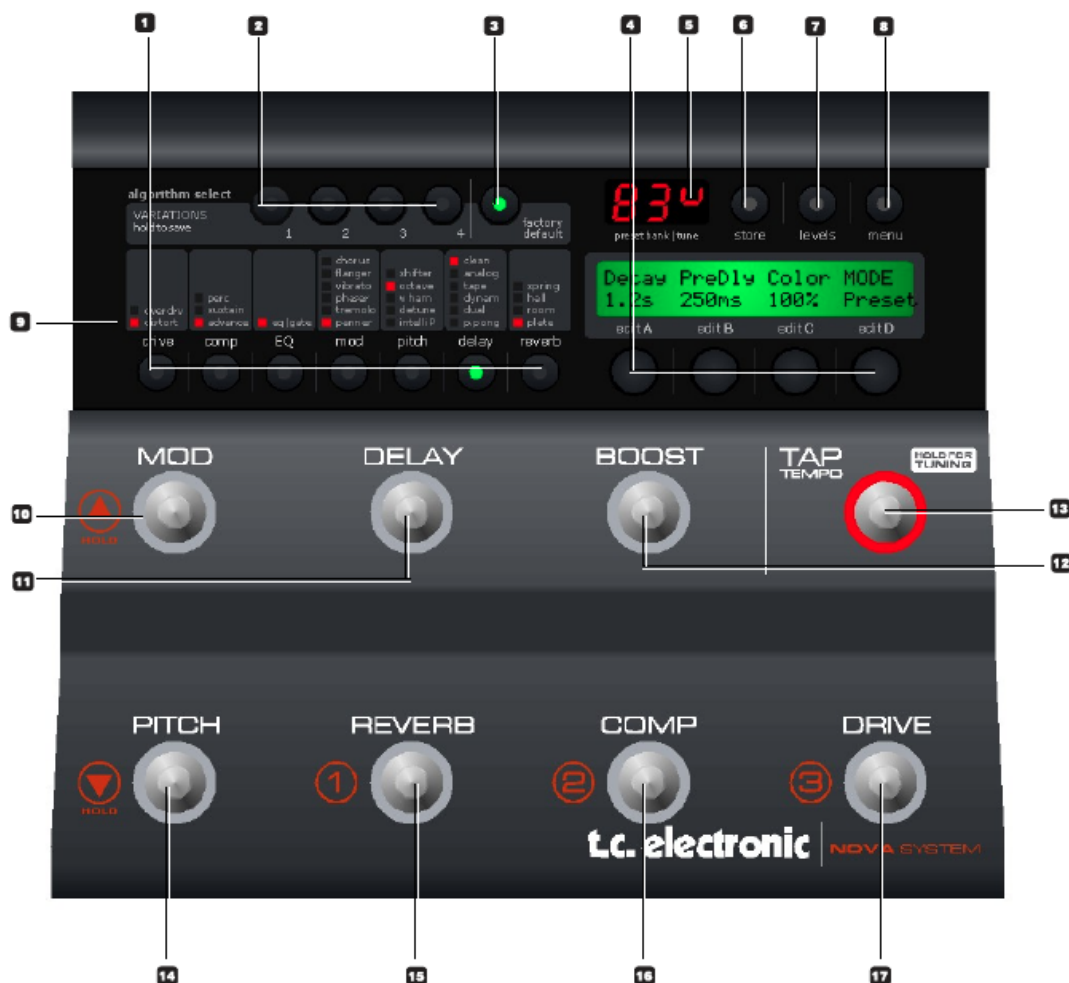 1 2 3 4 5 6 7 8
algorithm select
VARIATIONS
hold to save
1 2 3 4
factory
default
83
preset bank | tune
store levels menu
Decay PreDly Color MODE
1.2s 250ms 100% Preset
edit A edit B edit C edit D
overdrv
distort
perc
sustain
advance
eq|gate
chorus
flanger
vibrato
phaser
tremolo
panner
shifter
octave
w ham
detune
intelli P
clean
analog
tape
dynam
dual
p.pong
spring
hall
room
plate
9
drive comp EQ mod pitch delay reverb
MOD DELAY BOOST TAP
TEMPO
HOLD FOR
TUNING
HOLD
10
11
12
13
PITCH REVERB COMP DRIVE
HOLD
1 2 3
t.c. electronic NOVA SYSTEM
14 15 16 17